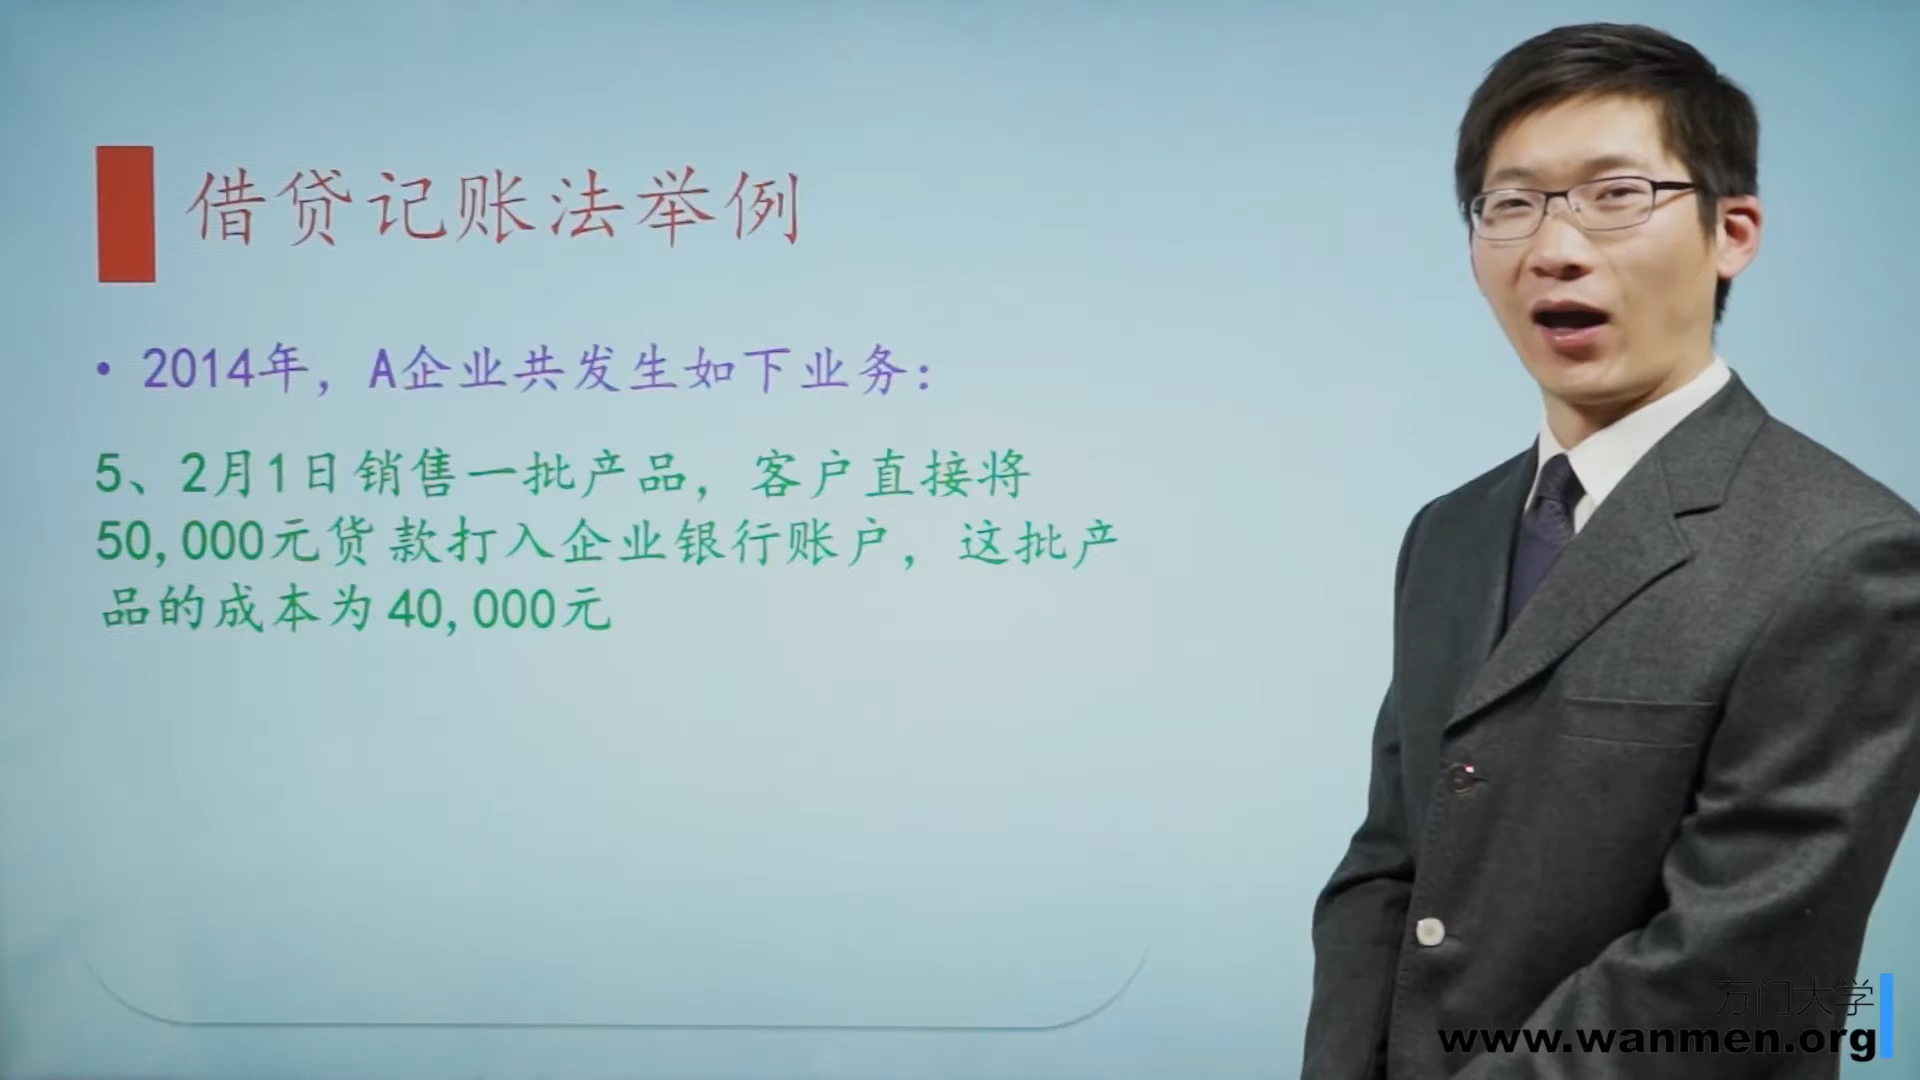 借贷记账法举例
• 2014年，A企业共发生如下业务：
5、2月1日销售一批产品，客户直接将
50,000元货款打入企业银行账户，这批产
品的成本为40,000元
万门大学
www.wanmen.org